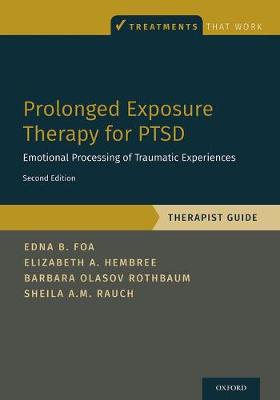 ✓ TREATMENTS THAT WORK
Prolonged Exposure
Therapy for PTSD
Emotional Processing of Traumatic Experiences
Second Edition
THERAPIST GUIDE
EDNA B. FOA
ELIZABETH A. HEMBREE
BARBARA OLASOV ROTHBAUM
SHEILA A.M. RAUCH
OXFORD